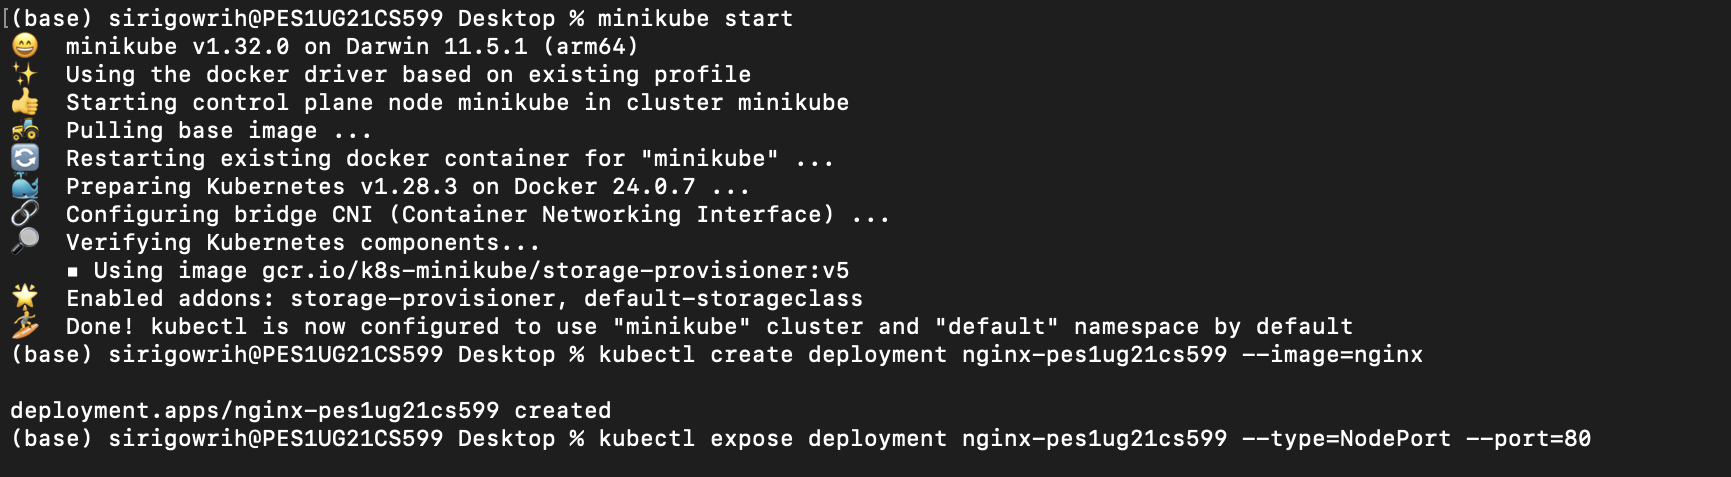 (base) sirigowrih@PES1UG21CS599 Desktop % minikube start
😄 minikube v1.32.0 on Darwin 11.5.1 (arm64)
✨ Using the docker driver based on existing profile
👍 Starting control plane node minikube in cluster minikube
🚜 Pulling base image ...
🔄 Restarting existing docker container for "minikube" ...
🐳 Preparing Kubernetes v1.28.3 on Docker 24.0.7 ...
🔗 Configuring bridge CNI (Container Networking Interface) ...
🔎 Verifying Kubernetes components...
▪ Using image gcr.io/k8s-minikube/storage-provisioner:v5
🌟 Enabled addons: storage-provisioner, default-storageclass
🏄 Done! kubectl is now configured to use "minikube" cluster and "default" namespace by default
(base) sirigowrih@PES1UG21CS599 Desktop % kubectl create deployment nginx-pes1ug21cs599 --image=nginx
deployment.apps/nginx-pes1ug21cs599 created
(base) sirigowrih@PES1UG21CS599 Desktop % kubectl expose deployment nginx-pes1ug21cs599 --type=NodePort --port=80